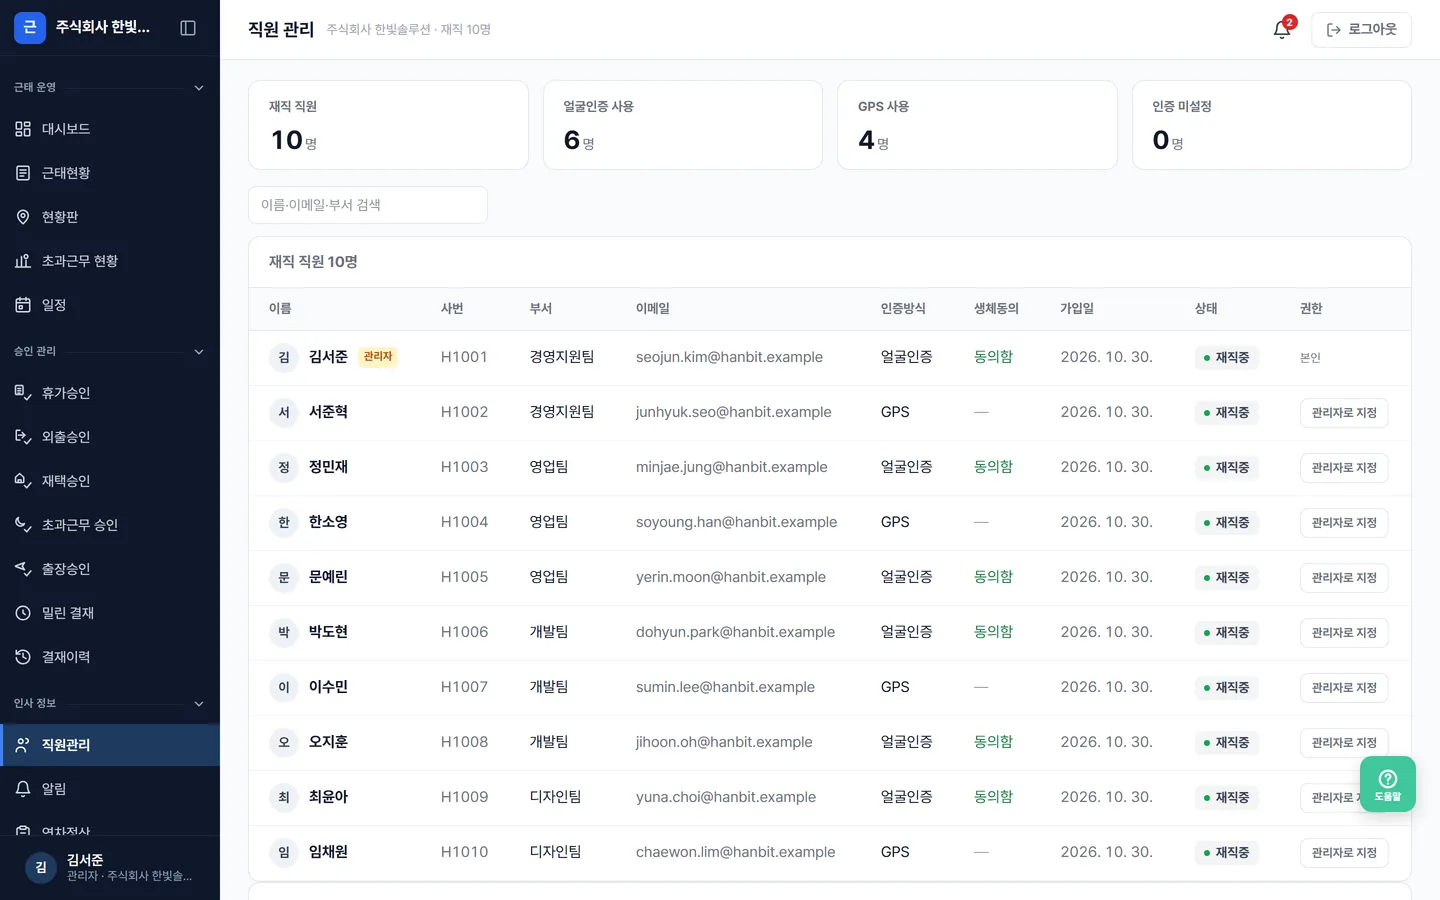 근
주식회사 한빛...
근태 운영
대시보드
근태현황
현황판
초과근무 현황
일정
승인 관리
휴가승인
외출승인
재택승인
초과근무 승인
출장승인
밀린 결재
결재이력
인사 정보
직원관리
알림
연차정산
김
김서준
관리자 · 주식회사 한빛솔...
직원 관리
주식회사 한빛솔루션 · 재직 10명
2
로그아웃
재직 직원
10명
얼굴인증 사용
6명
GPS 사용
4명
인증 미설정
0명
이름·이메일·부서 검색
재직 직원 10명
이름 사번 부서 이메일 인증방식 생체동의 가입일 상태 권한
김 김서준 관리자 H1001 경영지원팀 seojun.kim@hanbit.example 얼굴인증 동의함 2026. 10. 30. 재직중 본인
서 서준혁 H1002 경영지원팀 junhyuk.seo@hanbit.example GPS — 2026. 10. 30. 재직중 관리자로 지정
정 정민재 H1003 영업팀 minjae.jung@hanbit.example 얼굴인증 동의함 2026. 10. 30. 재직중 관리자로 지정
한 한소영 H1004 영업팀 soyoung.han@hanbit.example GPS — 2026. 10. 30. 재직중 관리자로 지정
문 문예린 H1005 영업팀 yerin.moon@hanbit.example 얼굴인증 동의함 2026. 10. 30. 재직중 관리자로 지정
박 박도현 H1006 개발팀 dohyun.park@hanbit.example 얼굴인증 동의함 2026. 10. 30. 재직중 관리자로 지정
이 이수민 H1007 개발팀 sumin.lee@hanbit.example GPS — 2026. 10. 30. 재직중 관리자로 지정
오 오지훈 H1008 개발팀 jihoon.oh@hanbit.example 얼굴인증 동의함 2026. 10. 30. 재직중 관리자로 지정
최 최윤아 H1009 디자인팀 yuna.choi@hanbit.example 얼굴인증 동의함 2026. 10. 30. 재직중 관리자로
임 임채원 H1010 디자인팀 chaewon.lim@hanbit.example GPS — 2026. 10. 30. 재직중 관리자로 지정
도움말